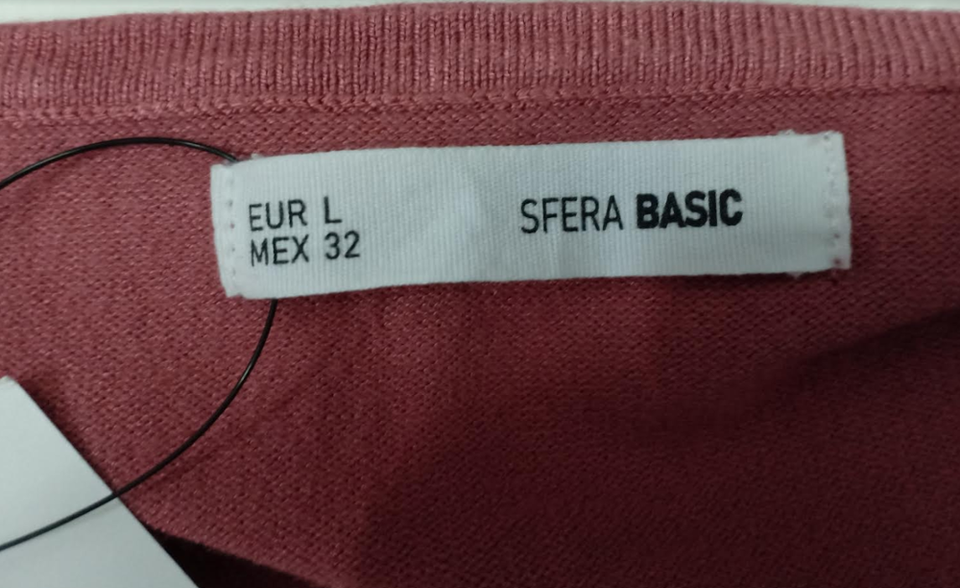 EUR L
MEX 32
SFERA BASIC